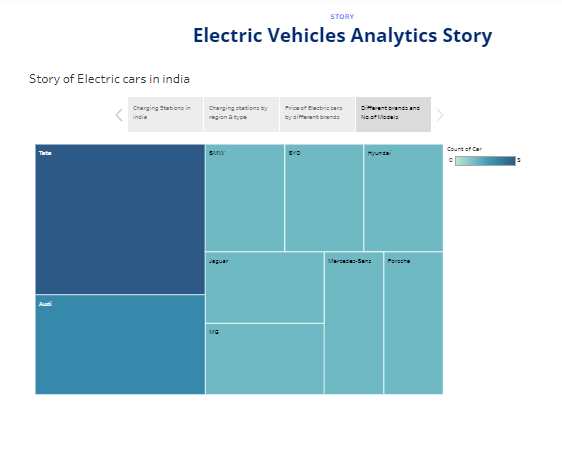 STORY
Electric Vehicles Analytics Story
Story of Electric cars in india
Charging Stations in
india
Charging stations by
region & type
Price of Electric cars
by different brands
Different brands and
No.of Models
Count of Car
0
5
Tata
BMW
BYD
Hyundai
Jaguar
Mercedes-Benz
Porsche
Audi
MG